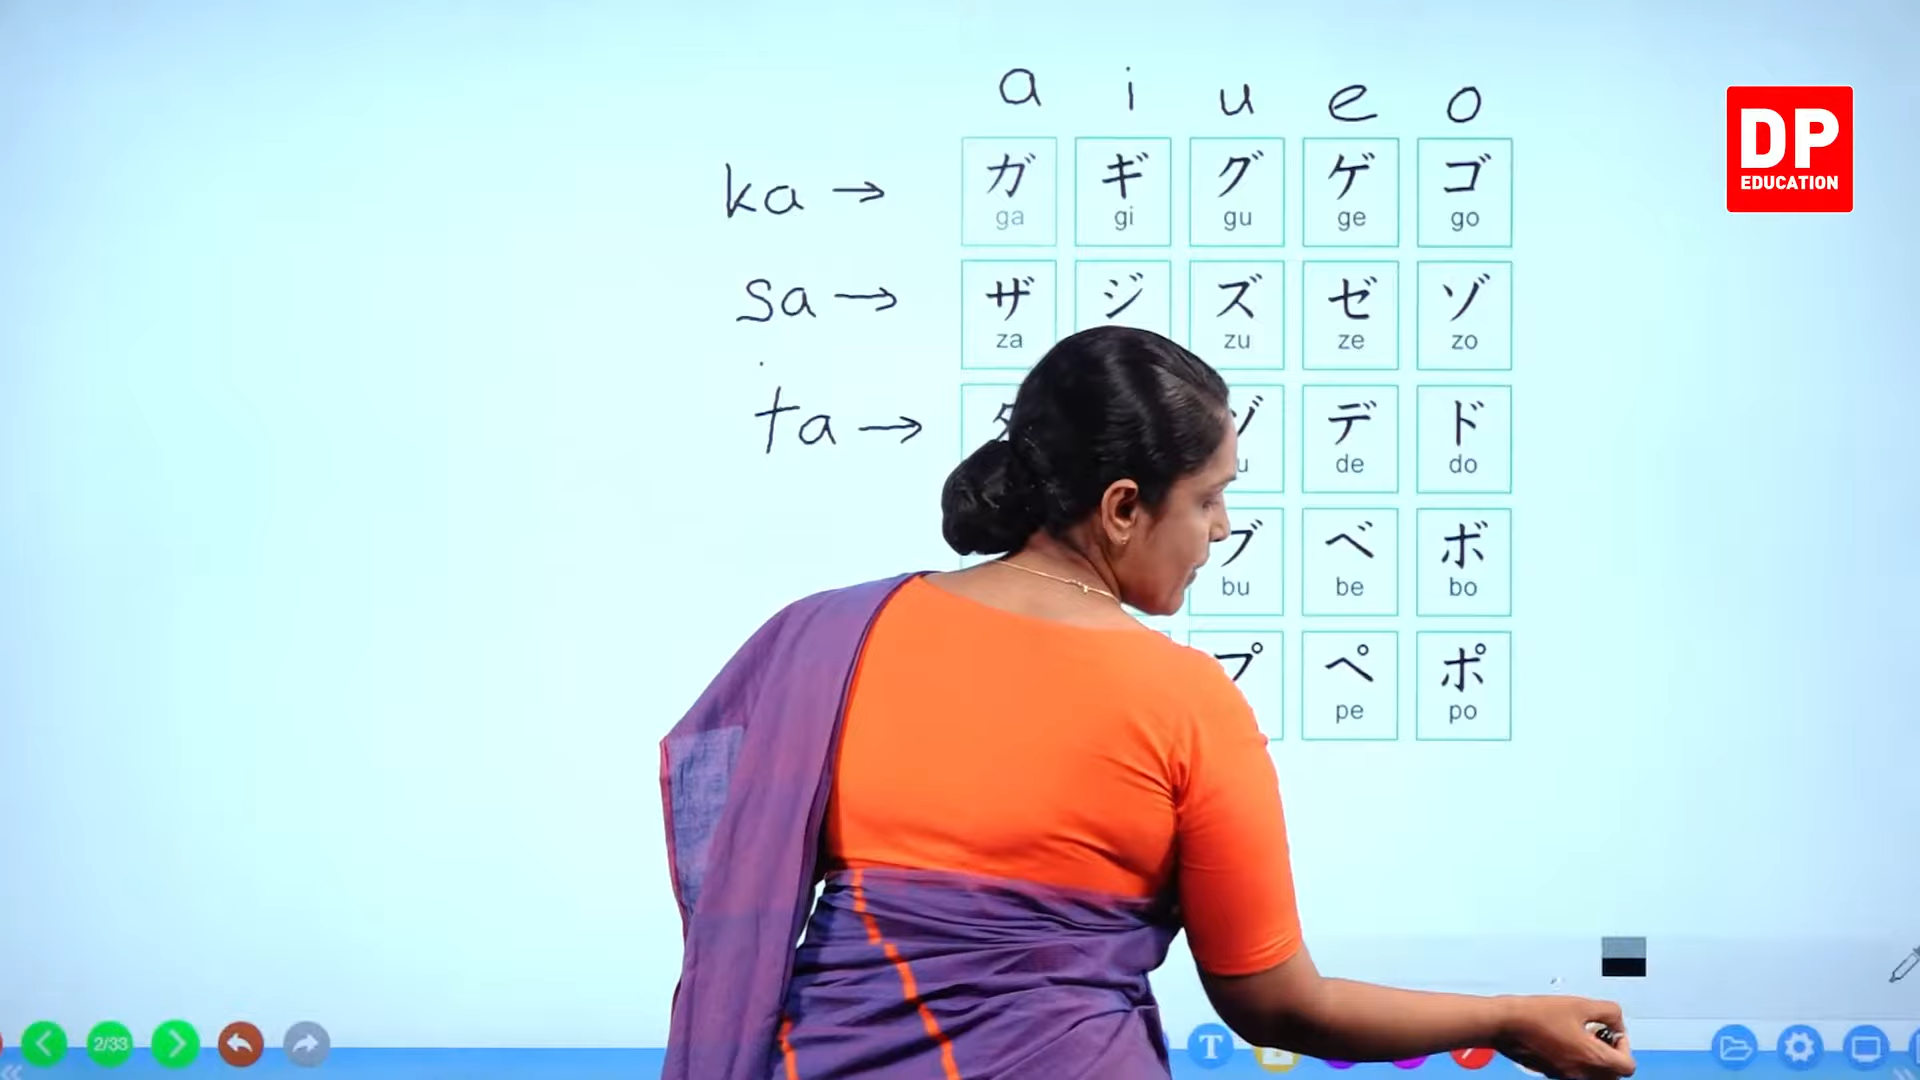 a i u e o
DP
EDUCATION
ka → ガ ギ グ ゲ ゴ
ga gi gu ge go
sa → ザ ジ ズ ゼ ゾ
za zu ze zo
ta → デ ド
de do
ブ ベ ボ
bu be bo
プ ペ ポ
pe po
2/33
T